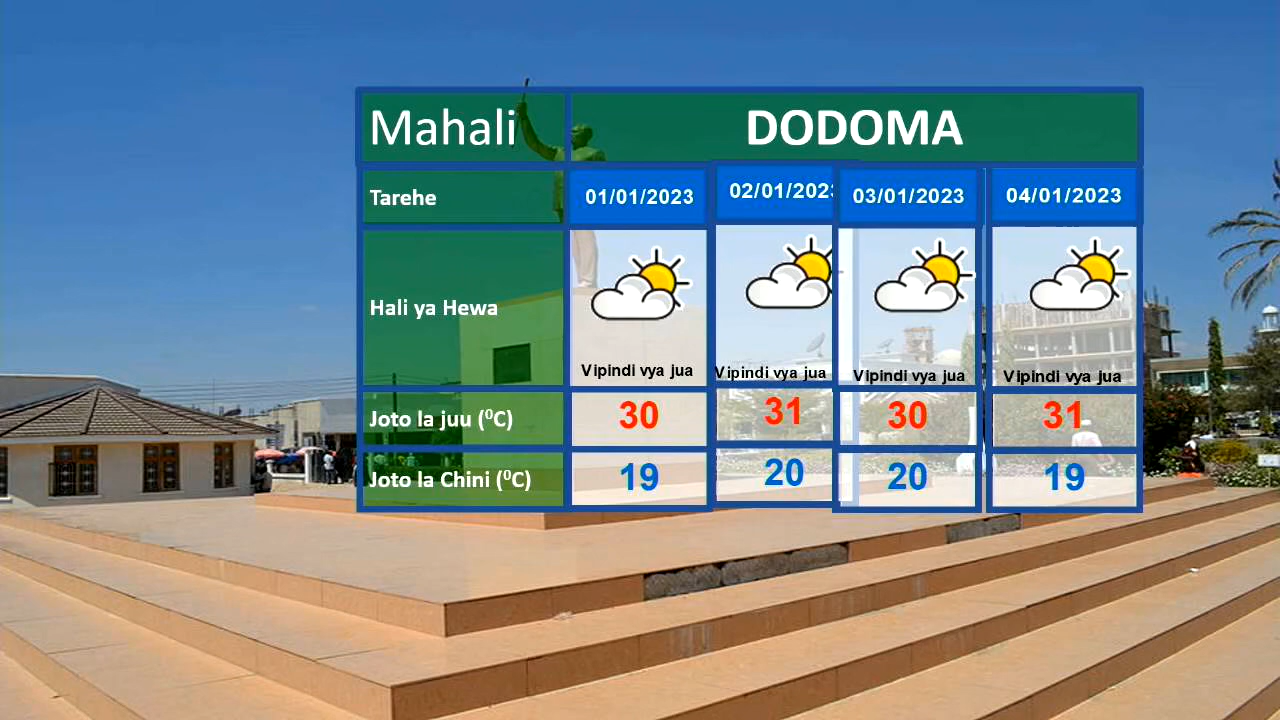 Mahali DODOMA
Tarehe 01/01/2023 02/01/2023 03/01/2023 04/01/2023
Hali ya Hewa
Vipindi vya jua Vipindi vya jua Vipindi vya jua Vipindi vya jua
Joto la juu (⁰C) 30 31 30 31
Joto la Chini (⁰C) 19 20 20 19